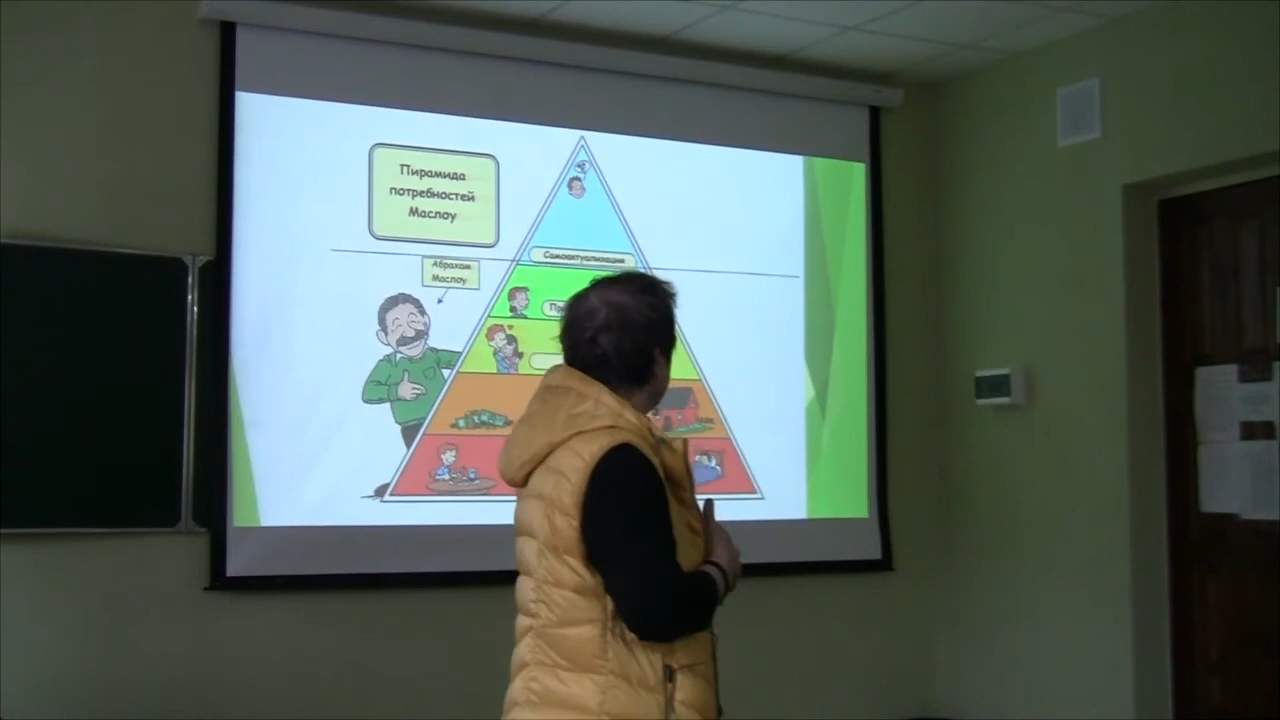 Пирамида
потребностей
Маслоу
Самоактуализация
Абрахам
Маслоу